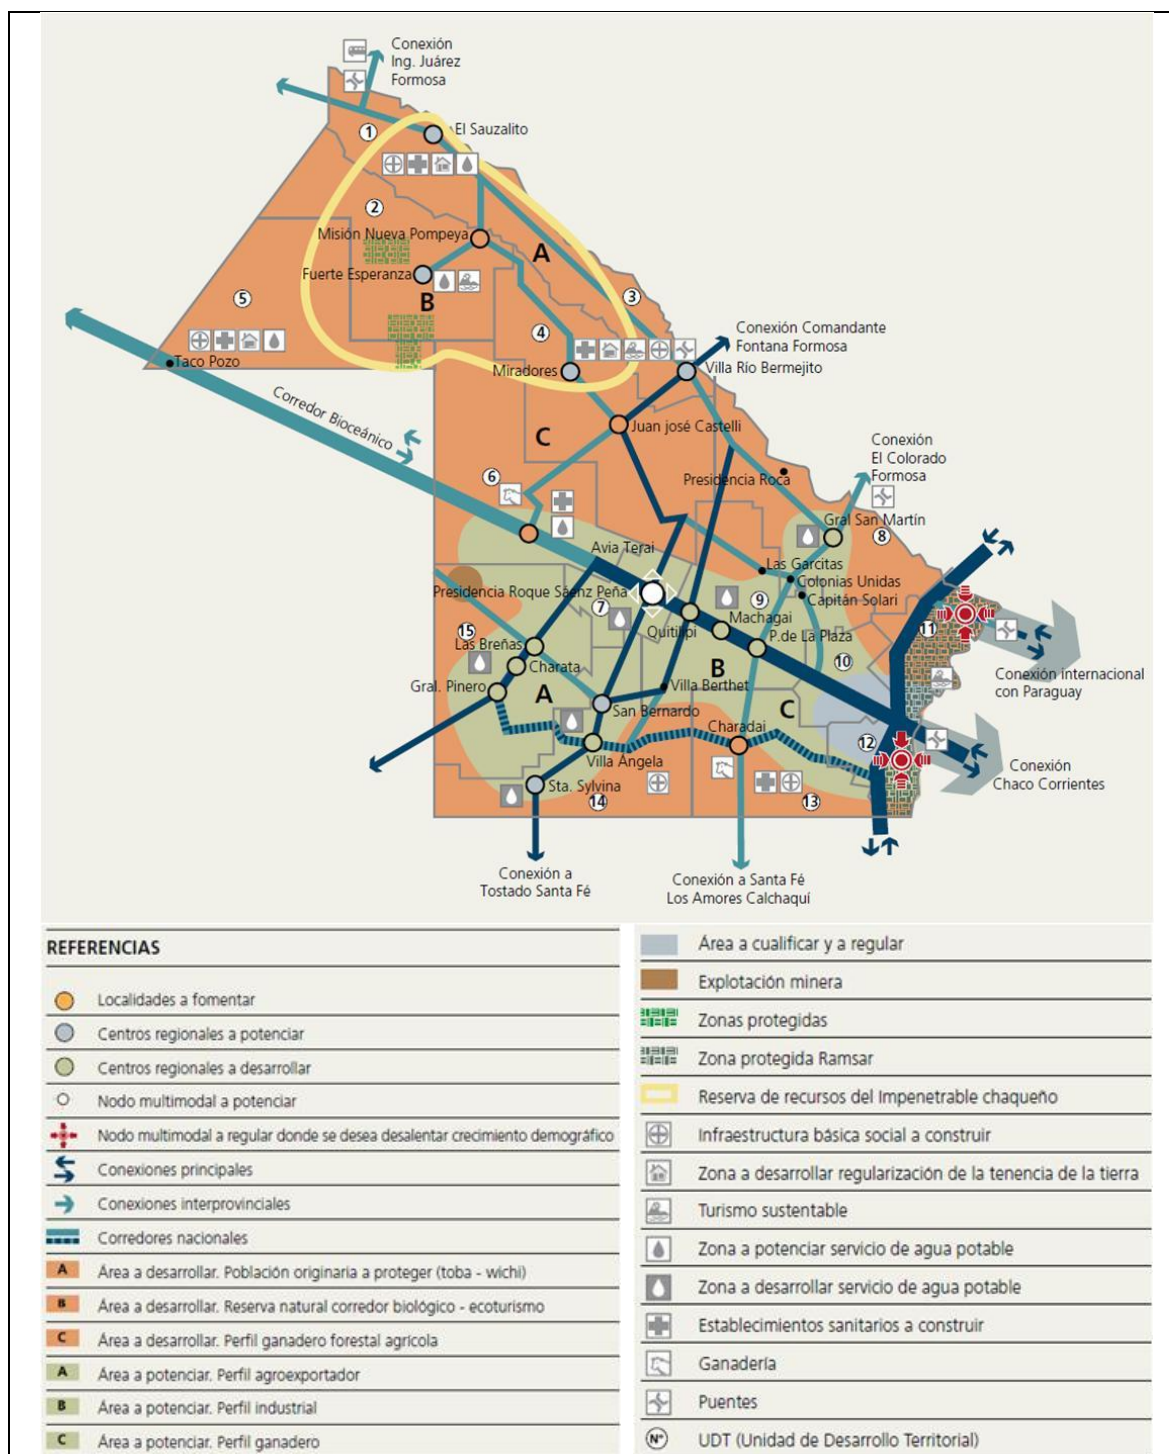 Conexión
Ing. Juárez
Formosa
1
El Sauzalito
2
Misión Nueva Pompeya
A
Fuerte Esperanza
B
5
3
4
Conexión Comandante
Fontana Formosa
Taco Pozo
Miradores
Villa Río Bermejito
Corredor Bioceánico
C
Juan josé Castelli
Conexión
El Colorado
Formosa
6
Presidencia Roca
Gral San Martín
8
Avia Terai
Las Garcitas
Colonias Unidas
Presidencia Roque Sáenz Peña
Capitán Solari
7
9
Machagai
Quitilipi
15
11
P.de La Plaza
Las Breñas
10
Charata
B
Conexión internacional
con Paraguay
Gral. Pinero
A
Villa Berthet
San Bernardo
C
Charadai
12
Villa Angela
Conexión
Chaco Corrientes
Sta. Sylvina
14
13
Conexión a
Tostado Santa Fé
Conexión a Santa Fé
Los Amores Calchaquí
REFERENCIAS
Localidades a fomentar
Centros regionales a potenciar
Centros regionales a desarrollar
Nodo multimodal a potenciar
Nodo multimodal a regular donde se desea desalentar crecimiento demográfico
Conexiones principales
Conexiones interprovinciales
Corredores nacionales
A Área a desarrollar. Población originaria a proteger (toba - wichi)
B Área a desarrollar. Reserva natural corredor biológico - ecoturismo
C Área a desarrollar. Perfil ganadero forestal agrícola
A Área a potenciar. Perfil agroexportador
B Área a potenciar. Perfil industrial
C Área a potenciar. Perfil ganadero
Área a cualificar y a regular
Explotación minera
Zonas protegidas
Zona protegida Ramsar
Reserva de recursos del Impenetrable chaqueño
Infraestructura básica social a construir
Zona a desarrollar regularización de la tenencia de la tierra
Turismo sustentable
Zona a potenciar servicio de agua potable
Zona a desarrollar servicio de agua potable
Establecimientos sanitarios a construir
Ganadería
Puentes
N° UDT (Unidad de Desarrollo Territorial)